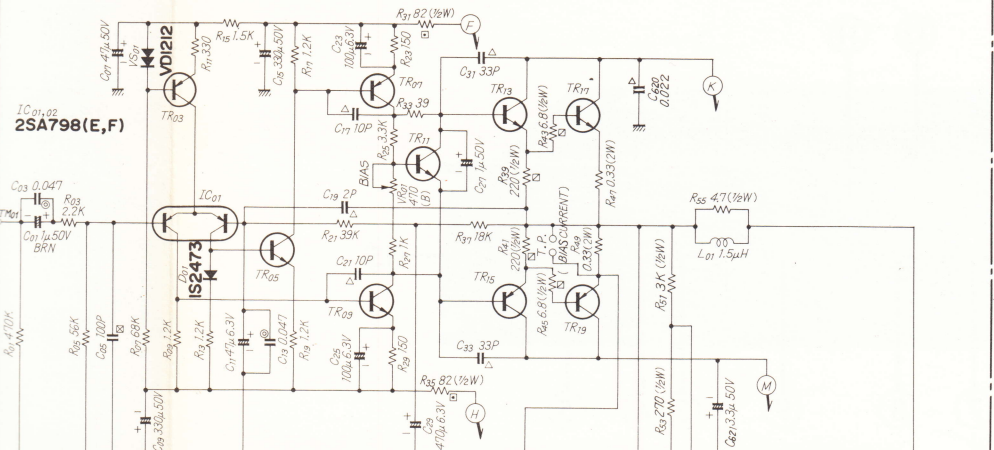 R31 82 (½W)
F
C07 47μ 50V
VS01
VD1212
R11 330
R15 1.5K
C15 330μ50V
R17 1.2K
C23
100μ6.3V
R23 150
C31 33P
TR03
TR07
TR13
TR17
C620
0.022
K
IC01,02
2SA798(E,F)
C17 10P
R33 39
R25 3.3K
TR11
C27 1μ50V
R43 6.8(½W)
BIAS
VR01
470
(B)
R39
220(½W)
R47 0.33(2W)
C03 0.047
R03
2.2K
TM01
C01 1μ50V
BRN
IC01
C19 2P
R21 39K
R37 18K
R41
220(½W)
T.P.
(BIAS CURRENT)
R49
0.33(2W)
R55 4.7(½W)
L01 1.5μH
D01
1S2473
TR05
C21 10P
R27 1K
TR09
TR15
R45 6.8(½W)
TR19
R51 3K (½W)
R01 470K
R05 56K
C05 100P
R07 68K
R09 1.2K
R13 1.2K
C11 47μ6.3V
C13 0.047
R19 1.2K
C25
100μ6.3V
R29 150
C33 33P
R35 82 (½W)
H
M
C09 330μ50V
C29
470μ6.3V
R53 270 (½W)
C621 3.3μ50V